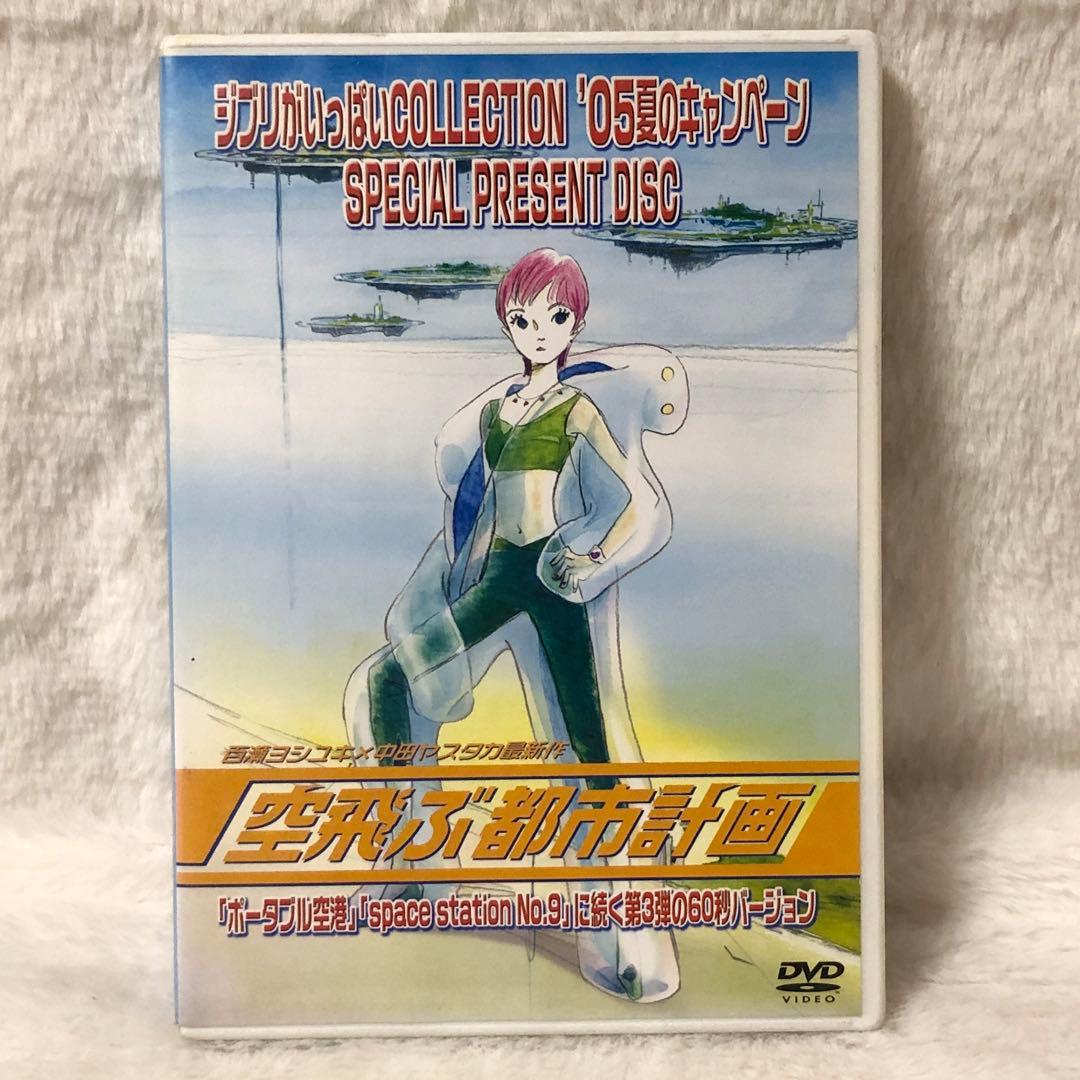 ジブリがいっぱいCOLLECTION '05夏のキャンペーン
SPECIAL PRESENT DISC
百瀬ヨシユキ×中田ヤスタカ最新作
空飛ぶ都市計画
「ポータブル空港」「space station No.9」に続く第3弾の60秒バージョン
DVD
VIDEO